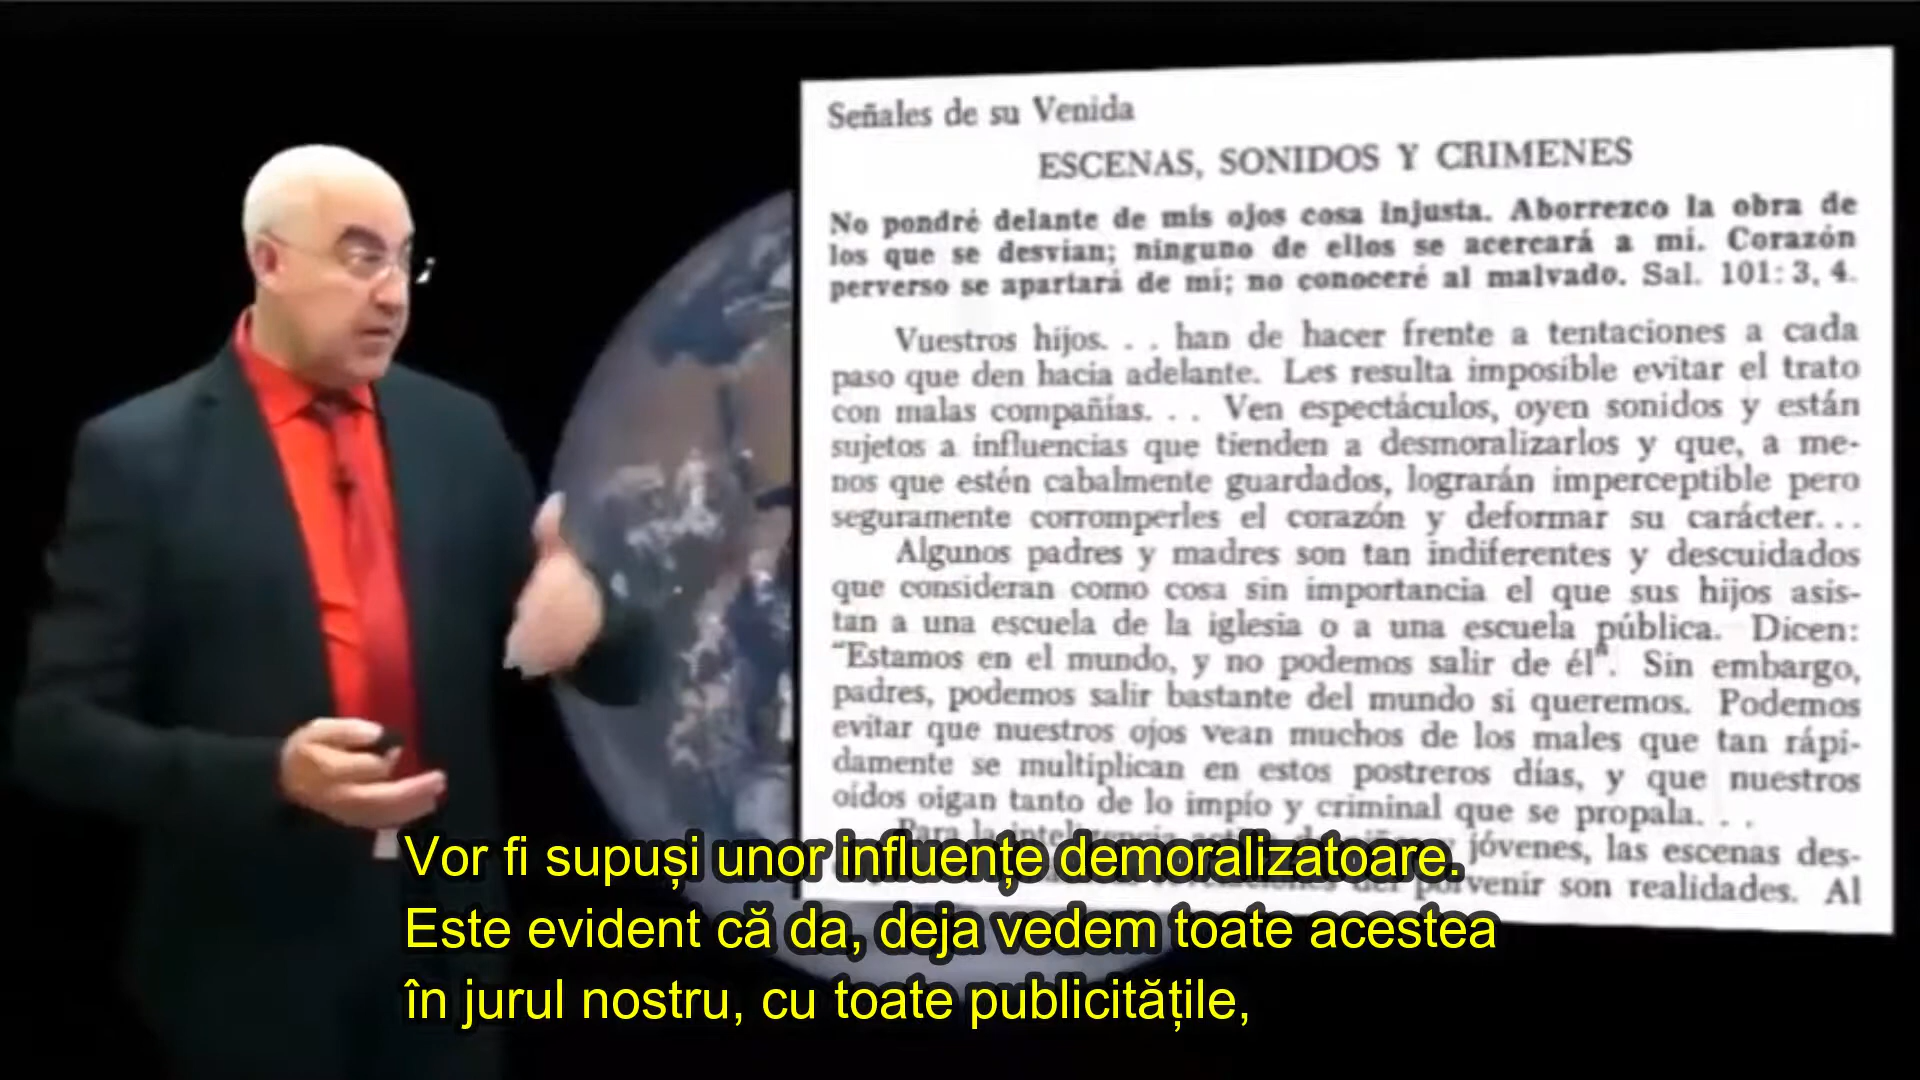 Señales de su Venida
ESCENAS, SONIDOS Y CRIMENES
No pondré delante de mis ojos cosa injusta. Aborrezco la obra de
los que se desvían; ninguno de ellos se acercará a mí. Corazón
perverso se apartará de mí; no conoceré al malvado. Sal. 101:3, 4.
Vuestros hijos. . . han de hacer frente a tentaciones a cada
paso que den hacia adelante. Les resulta imposible evitar el trato
con malas compañías. . . Ven espectáculos, oyen sonidos y están
sujetos a influencias que tienden a desmoralizarlos y que, a me-
nos que estén cabalmente guardados, lograrán imperceptible pero
seguramente corromperles el corazón y deformar su carácter...
Algunos padres y madres son tan indiferentes y descuidados
que consideran como cosa sin importancia el que sus hijos asis-
tan a una escuela de la iglesia o a una escuela pública. Dicen:
"Estamos en el mundo, y no podemos salir de él". Sin embargo,
padres, podemos salir bastante del mundo si queremos. Podemos
evitar que nuestros ojos vean muchos de los males que tan rápi-
damente se multiplican en estos postreros días, y que nuestros
oídos oigan tanto de lo impío y criminal que se propala. . .
Para la inteligencia jóvenes, las escenas des-
porvenir son realidades. Al
Vor fi supuși unor influențe demoralizatoare.
Este evident că da, deja vedem toate acestea
în jurul nostru, cu toate publicitățile,